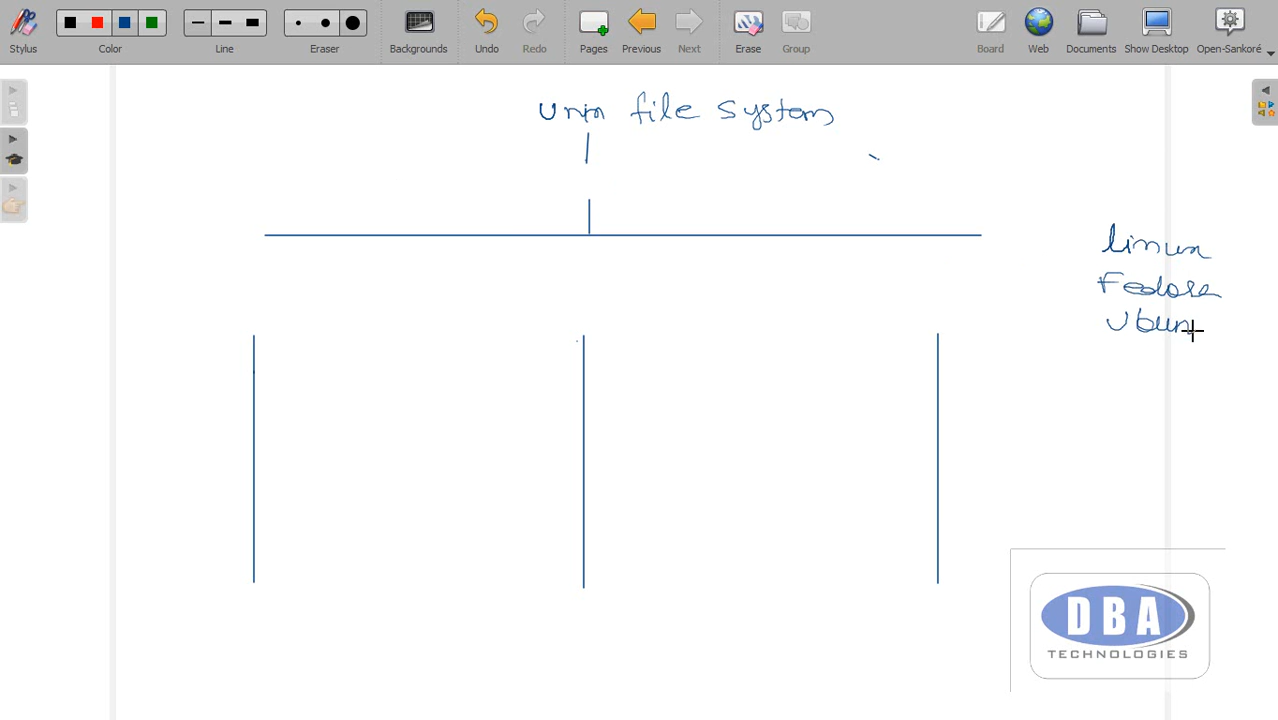 Stylus Color Line Eraser Backgrounds Undo Redo Pages Previous Next Erase Group Board Web Documents Show Desktop Open-Sankoré
Unix file system
linux
Fedora
Ubun
DBA
TECHNOLOGIES